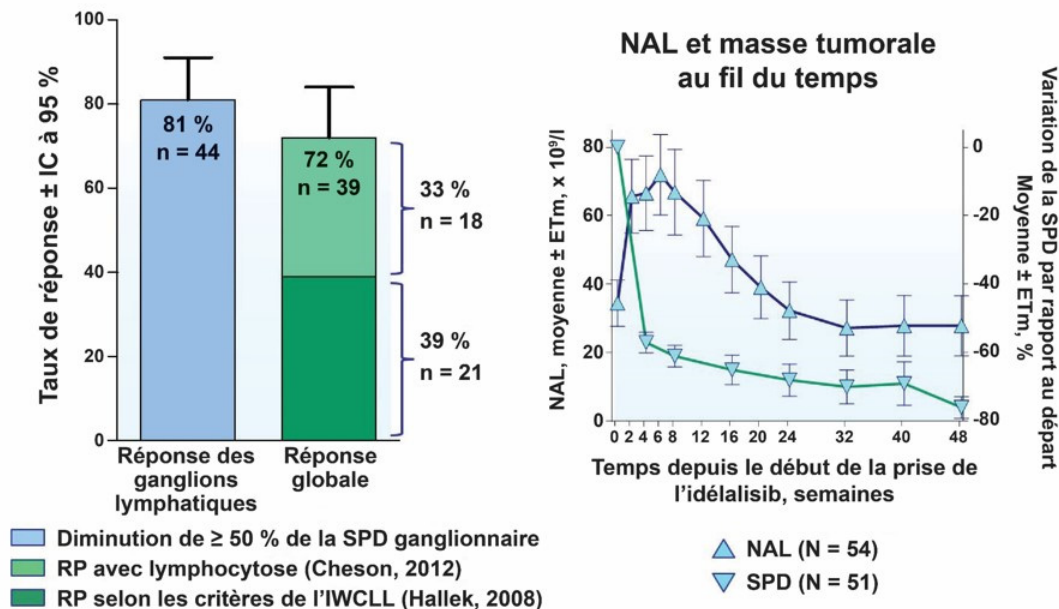 Taux de réponse ± IC à 95 %
100
80
60
40
20
0
81 %
n = 44
72 %
n = 39
33 %
n = 18
39 %
n = 21
Réponse des
ganglions
lymphatiques
Réponse
globale
Diminution de ≥ 50 % de la SPD ganglionnaire
RP avec lymphocytose (Cheson, 2012)
RP selon les critères de l'IWCLL (Hallek, 2008)
NAL et masse tumorale
au fil du temps
NAL, moyenne ± ETm, x 10⁹/l
80
60
40
20
0
0
-20
-40
-60
-80
Variation de la SPD par rapport au départ
Moyenne ± ETm, %
0 2 4 6 8 12 16 20 24 32 40 48
Temps depuis le début de la prise de
l'idélalisib, semaines
NAL (N = 54)
SPD (N = 51)